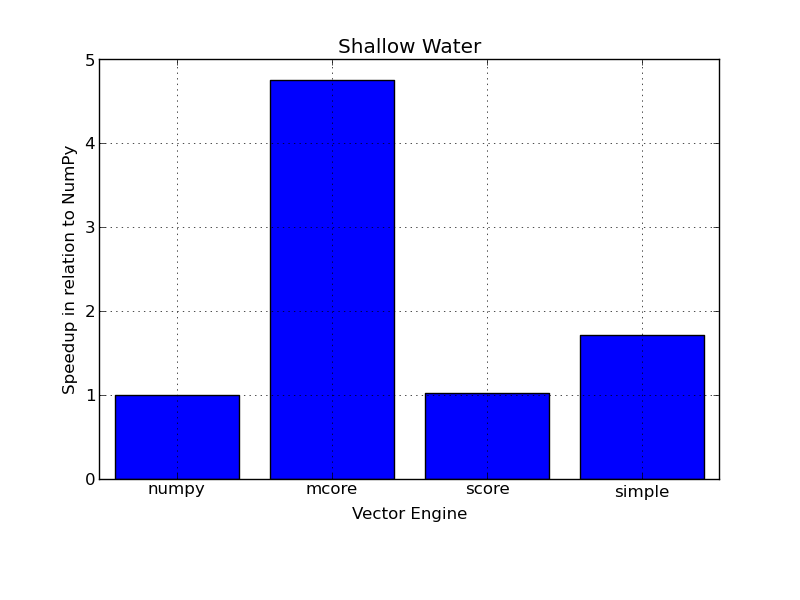 Shallow Water
5
4
3
2
1
0
Speedup in relation to NumPy
numpy mcore score simple
Vector Engine